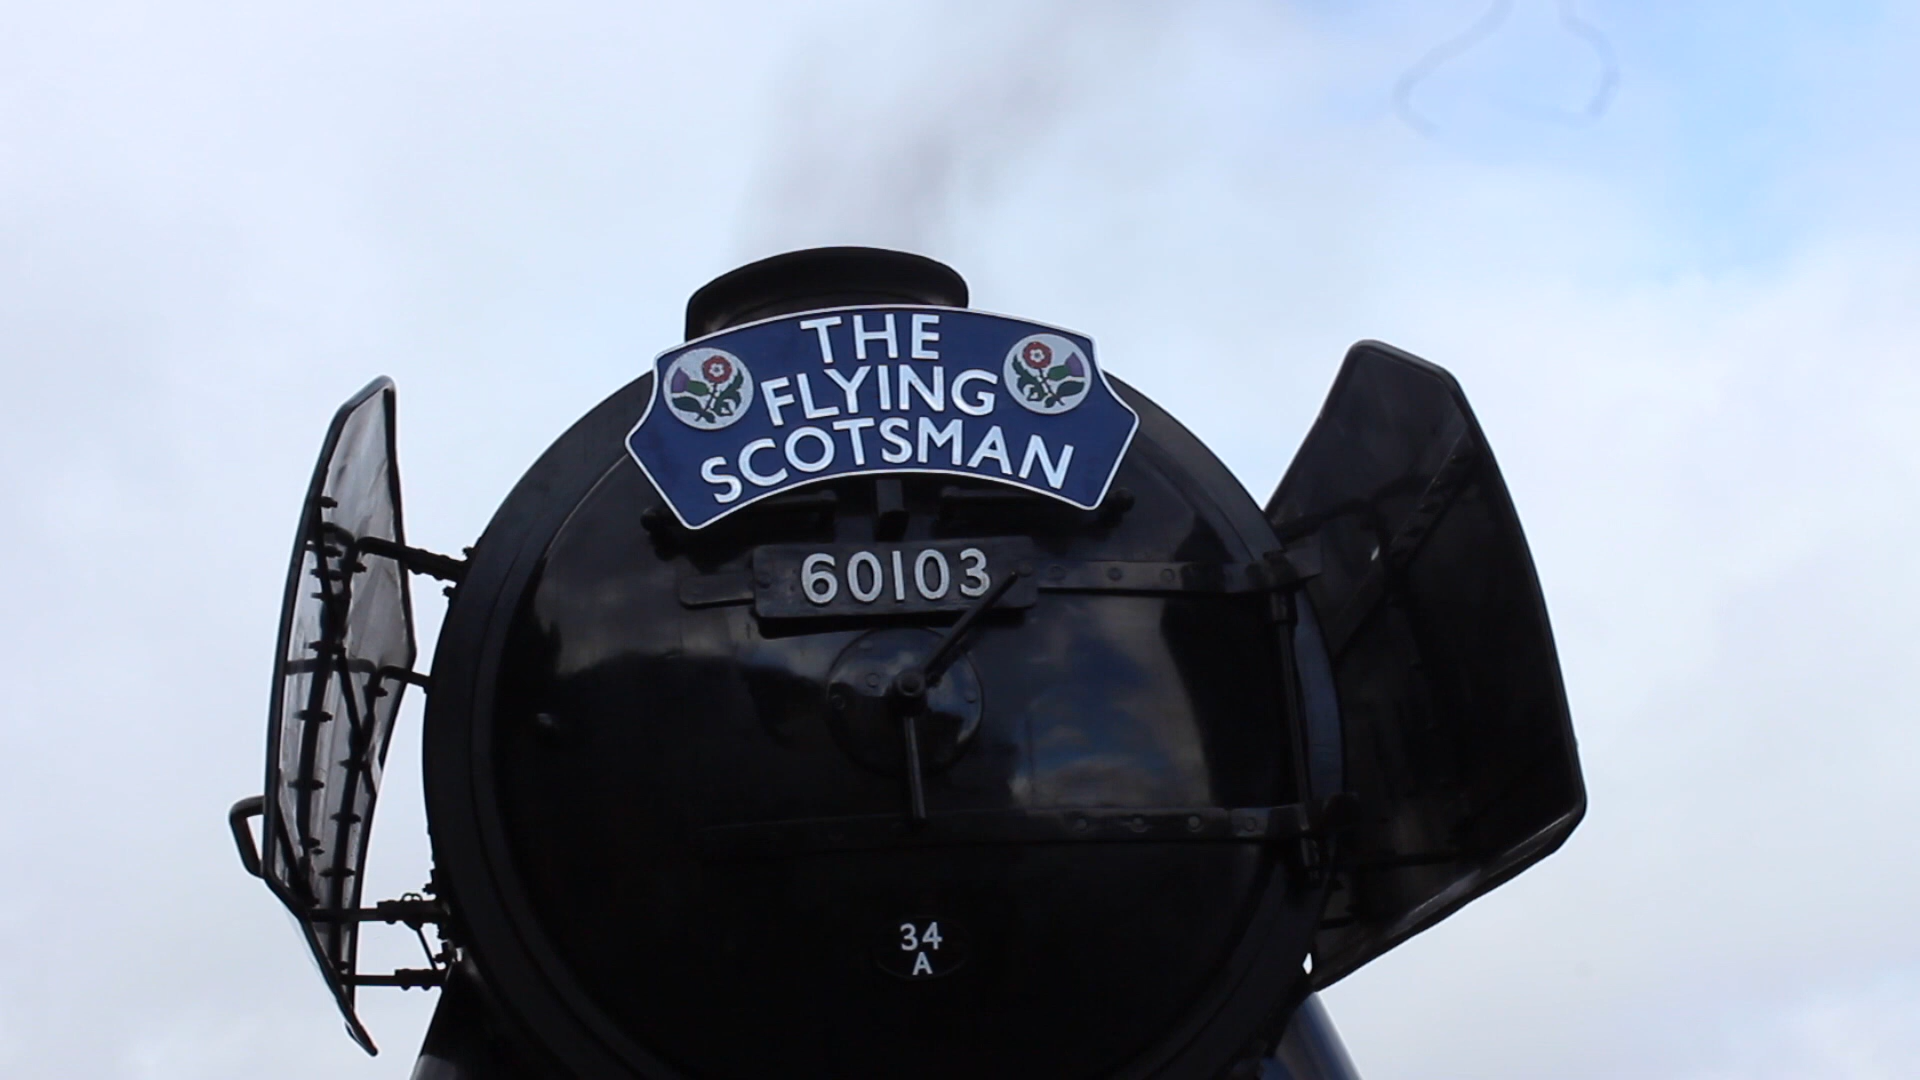 THE
FLYING
SCOTSMAN
60103
34
A